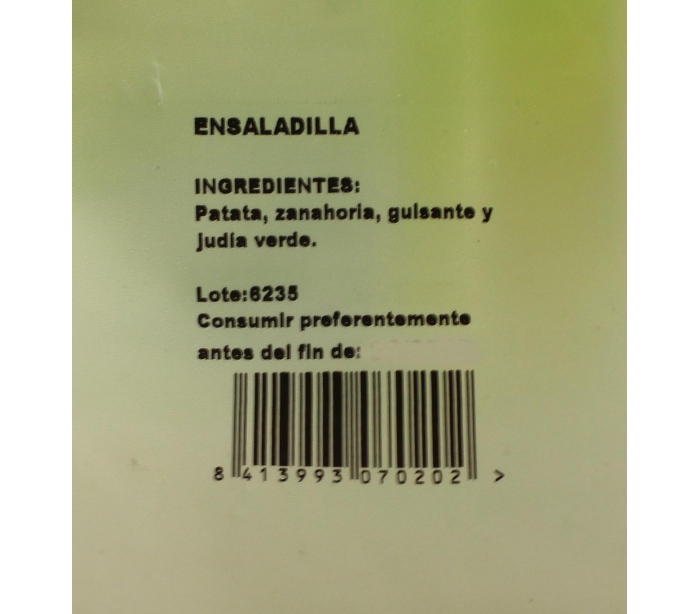 ENSALADILLA
INGREDIENTES:
Patata, zanahoria, guisante y
judía verde.
Lote:6235
Consumir preferentemente
antes del fin de:
8 413993 070202 >